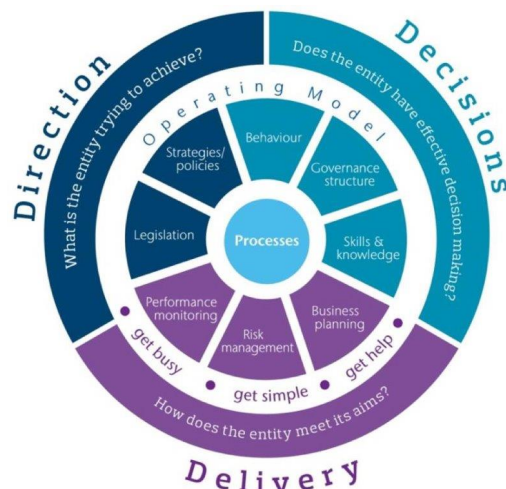 Direction
Decisions
Delivery
What is the entity trying to achieve?
Does the entity have effective decision making?
How does the entity meet its aims?
Operating Model
Strategies/
policies
Behaviour
Governance
structure
Legislation
Processes
Skills &
knowledge
Performance
monitoring
Risk
management
Business
planning
get busy
get simple
get help